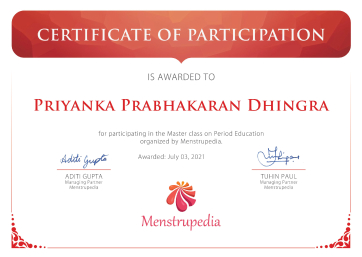 CERTIFICATE OF PARTICIPATION
IS AWARDED TO
PRIYANKA PRABHAKARAN DHINGRA
for participating in the Master class on Period Education
organized by Menstrupedia.
Awarded: July 03, 2021
Aditi Gupta
ADITI GUPTA
Managing Partner
Menstrupedia
TUHIN PAUL
Managing Partner
Menstrupedia
Menstrupedia